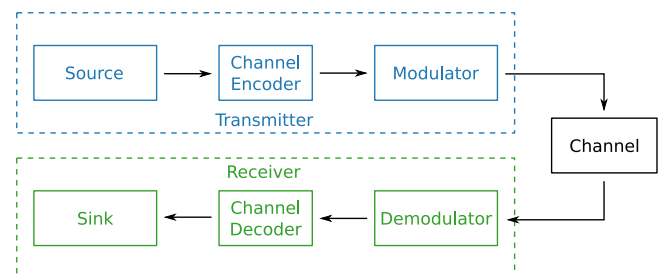 Source
Channel
Encoder
Modulator
Transmitter
Channel
Receiver
Sink
Channel
Decoder
Demodulator